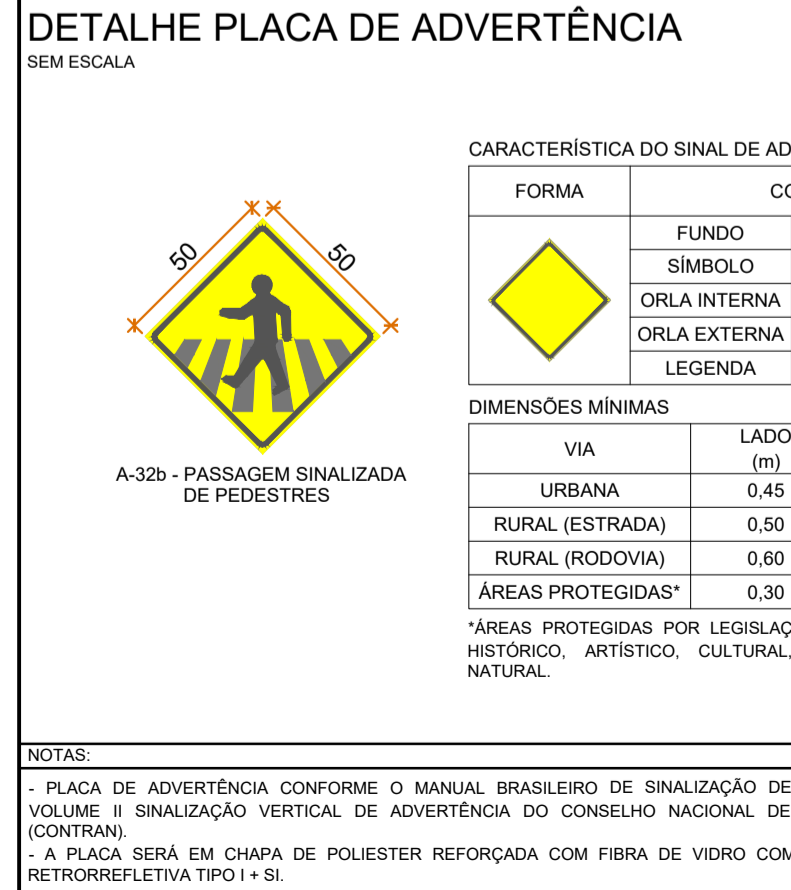 DETALHE PLACA DE ADVERTÊNCIA
SEM ESCALA
50
50
A-32b - PASSAGEM SINALIZADA
DE PEDESTRES
CARACTERÍSTICA DO SINAL DE AD
FORMA
CO
FUNDO
SÍMBOLO
ORLA INTERNA
ORLA EXTERNA
LEGENDA
DIMENSÕES MÍNIMAS
VIA
LADO
(m)
URBANA 0,45
RURAL (ESTRADA) 0,50
RURAL (RODOVIA) 0,60
ÁREAS PROTEGIDAS* 0,30
*ÁREAS PROTEGIDAS POR LEGISLAÇ
HISTÓRICO, ARTÍSTICO, CULTURAL,
NATURAL.
NOTAS:
- PLACA DE ADVERTÊNCIA CONFORME O MANUAL BRASILEIRO DE SINALIZAÇÃO DE
VOLUME II SINALIZAÇÃO VERTICAL DE ADVERTÊNCIA DO CONSELHO NACIONAL DE
(CONTRAN).
- A PLACA SERÁ EM CHAPA DE POLIESTER REFORÇADA COM FIBRA DE VIDRO COM
RETRORREFLETIVA TIPO I + SI.